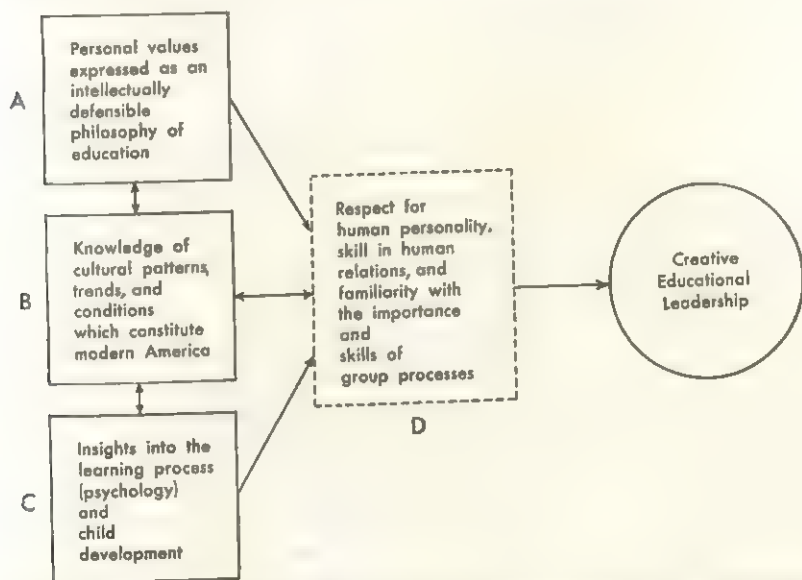 A
Personal values
expressed as an
intellectually
defensible
philosophy of
education
B
Knowledge of
cultural patterns,
trends, and
conditions
which constitute
modern America
C
Insights into the
learning process
(psychology)
and
child
development
Respect for
human personality,
skill in human
relations, and
familiarity with
the importance
and
skills of
group processes
D
Creative
Educational
Leadership